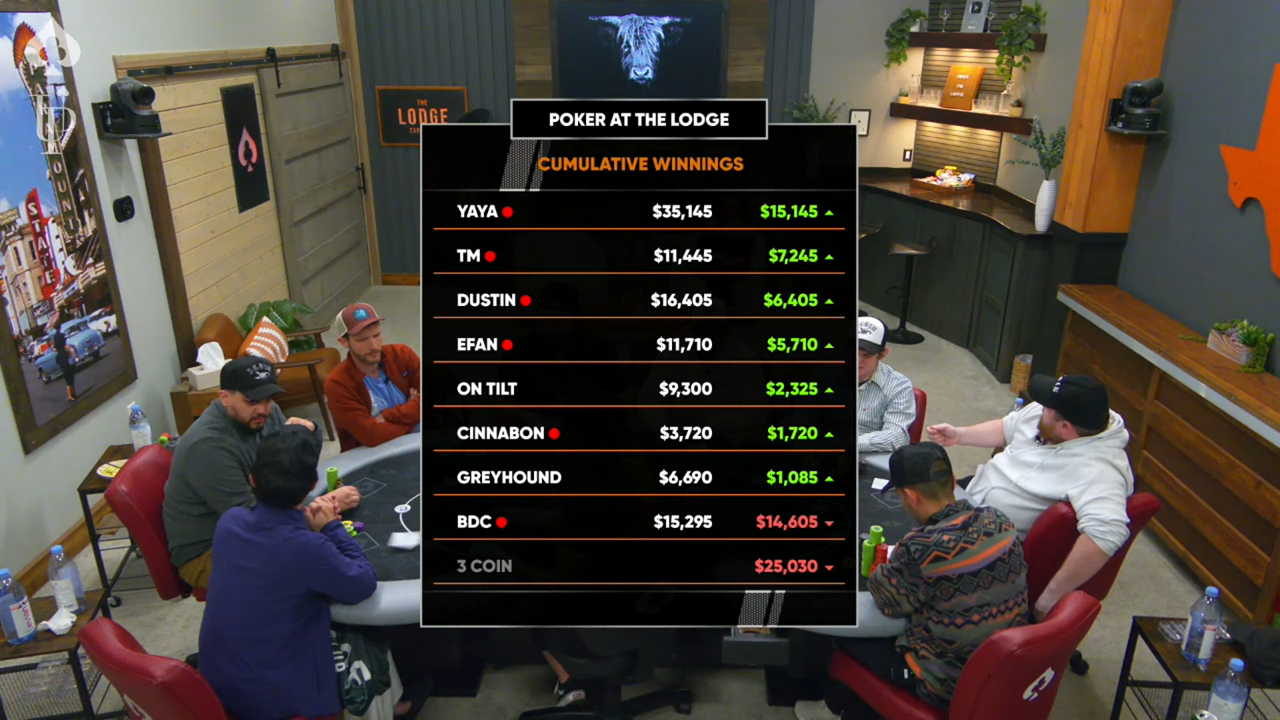 THE
LODGE
POKER AT THE LODGE
CUMULATIVE WINNINGS
YAYA $35,145 $15,145
TM $11,445 $7,245
DUSTIN $16,405 $6,405
EFAN $11,710 $5,710
ON TILT $9,300 $2,325
CINNABON $3,720 $1,720
GREYHOUND $6,690 $1,085
BDC $15,295 $14,605
3 COIN $25,030
STATE